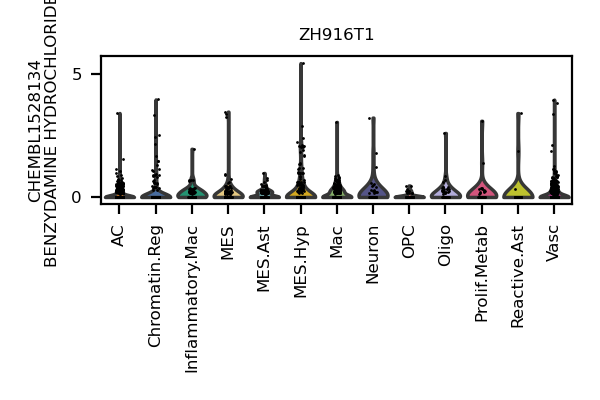 ZH916T1
CHEMBL1528134
BENZYDAMINE HYDROCHLORIDE
5
0
AC
Chromatin.Reg
Inflammatory.Mac
MES
MES.Ast
MES.Hyp
Mac
Neuron
OPC
Oligo
Prolif.Metab
Reactive.Ast
Vasc